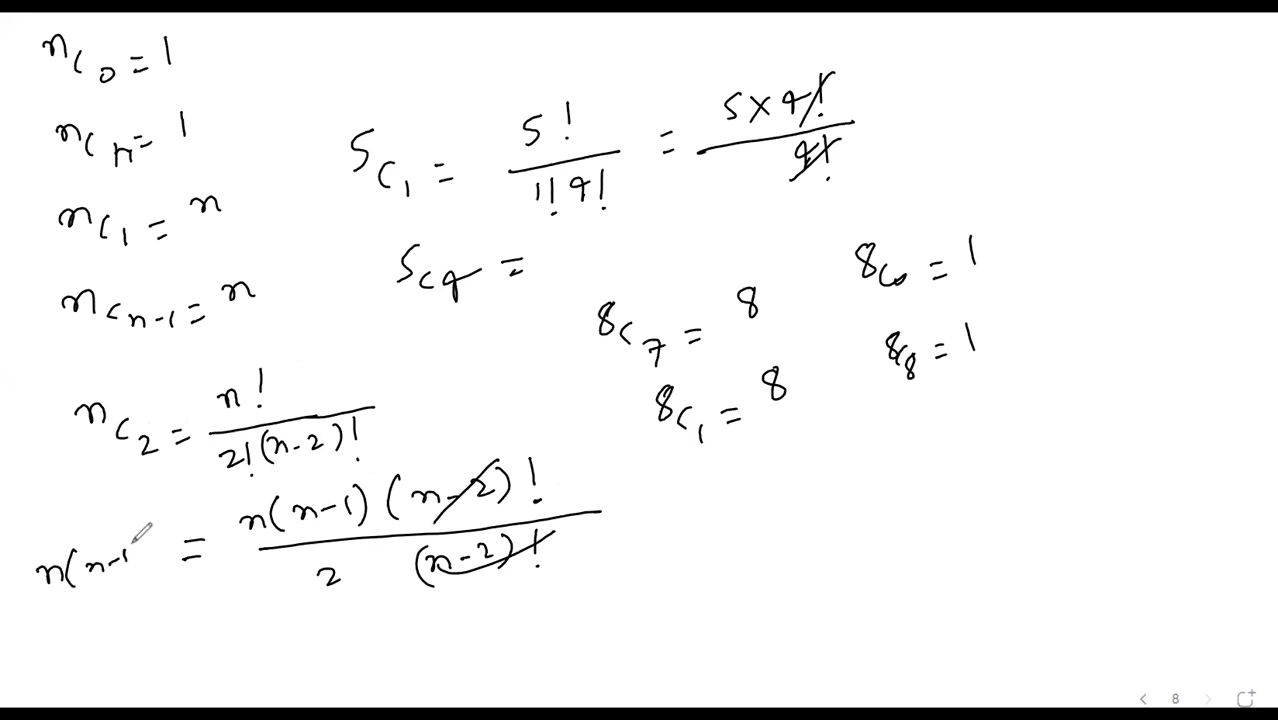 nC0 = 1
nCn = 1
nC1 = n
nCn-1 = n
nC2 = n! / 2!(n-2)!
= n(n-1)(n-2)! / 2 (n-2)!
n(n-1
5C1 = 5! / 1!4! = 5×4! / 4!
5C4 =
8C7 = 8
8C1 = 8
8C0 = 1
8C8 = 1
8